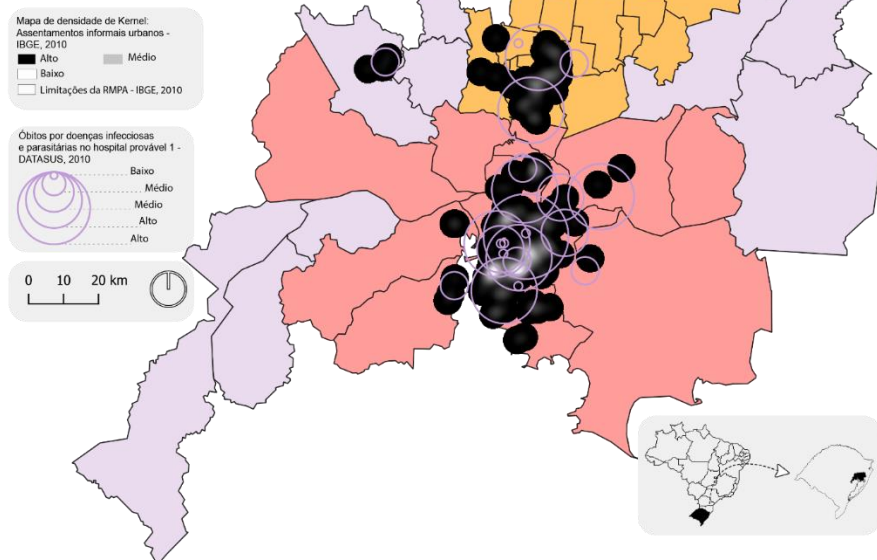 Mapa de densidade de Kernel:
Assentamentos informais urbanos -
IBGE, 2010
Alto Médio
Baixo
Limitações da RMPA - IBGE, 2010
Óbitos por doenças infecciosas
e parasitárias no hospital provável 1 -
DATASUS, 2010
Baixo
Médio
Médio
Alto
Alto
0 10 20 km